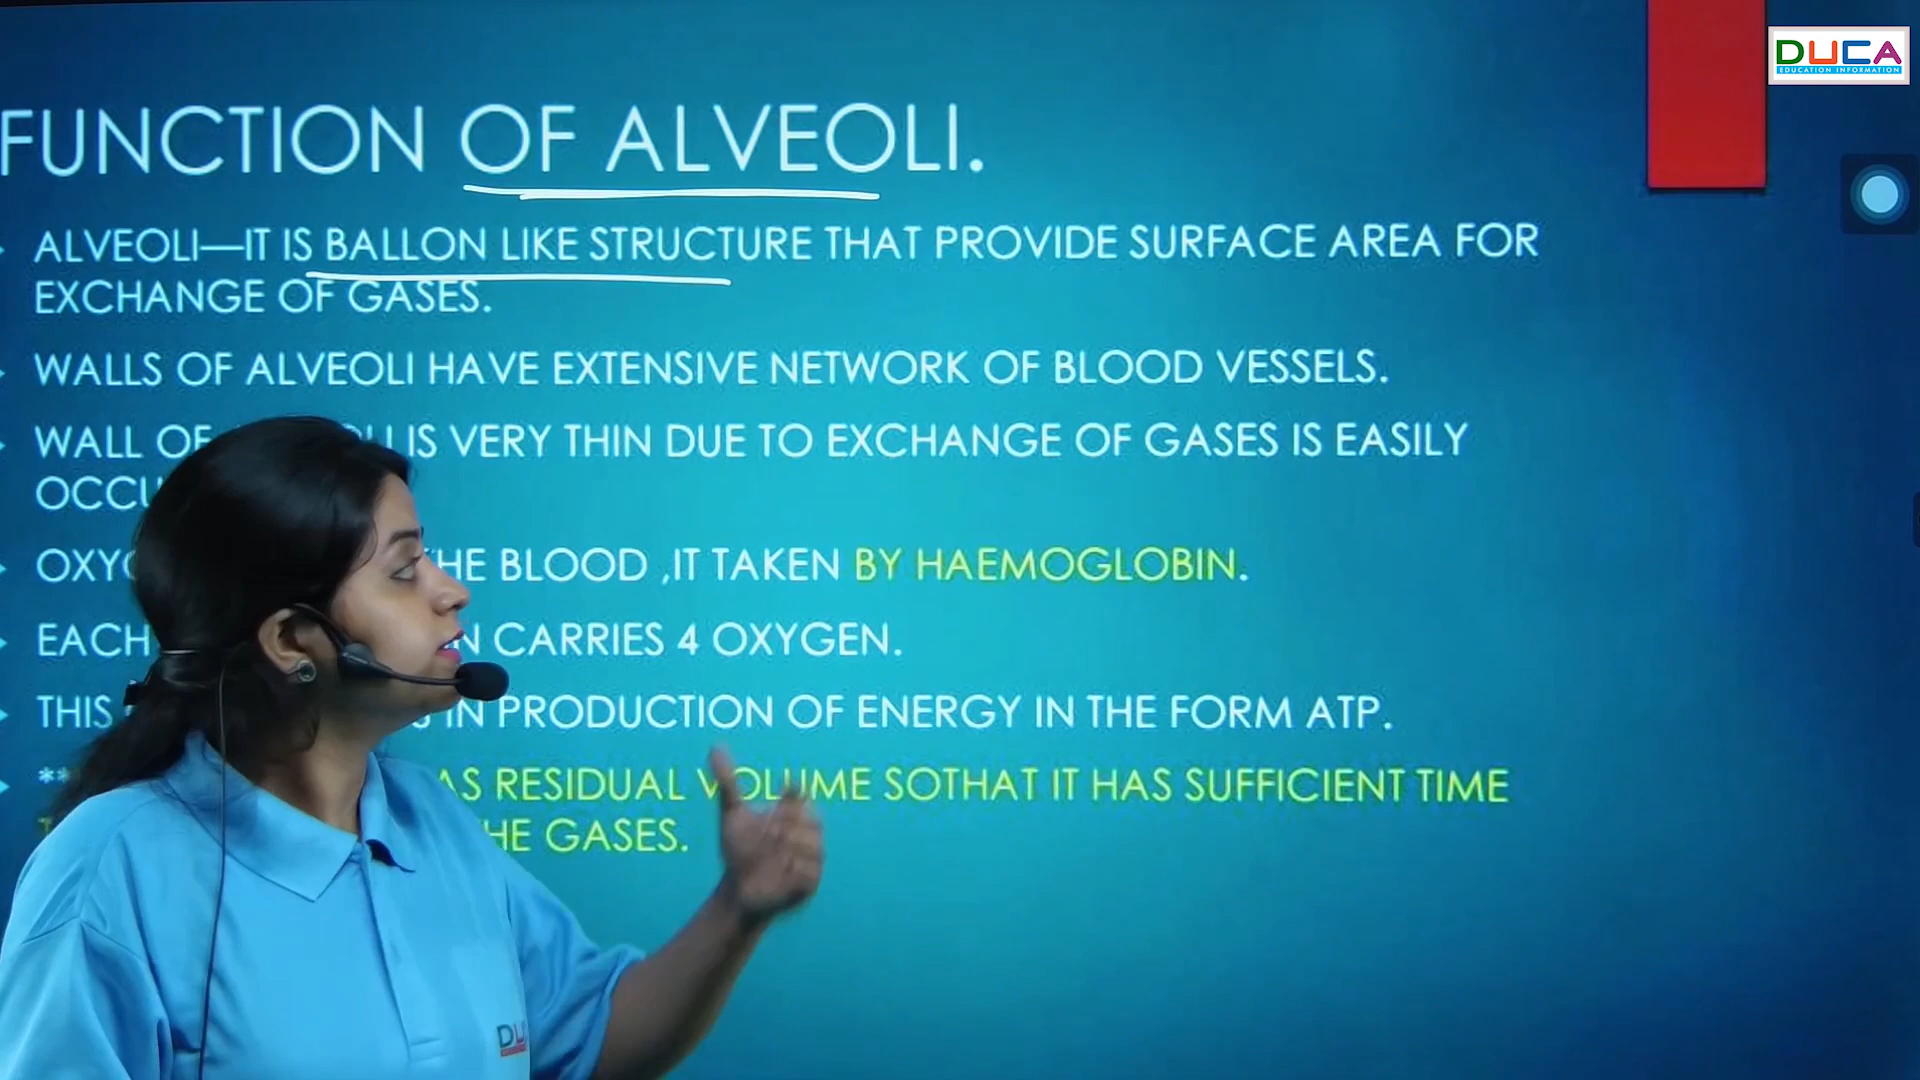 DUCA
EDUCATION INFORMATION
FUNCTION OF ALVEOLI.
ALVEOLI—IT IS BALLON LIKE STRUCTURE THAT PROVIDE SURFACE AREA FOR
EXCHANGE OF GASES.
WALLS OF ALVEOLI HAVE EXTENSIVE NETWORK OF BLOOD VESSELS.
WALL OF IS VERY THIN DUE TO EXCHANGE OF GASES IS EASILY
BLOOD ,IT TAKEN BY HAEMOGLOBIN.
EACH CARRIES 4 OXYGEN.
THIS IN PRODUCTION OF ENERGY IN THE FORM ATP.
** RESIDUAL VOLUME SOTHAT IT HAS SUFFICIENT TIME
GASES.